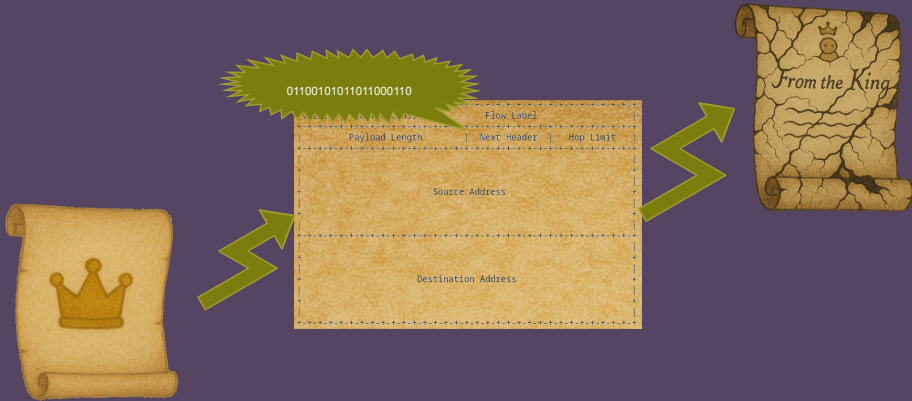 01100101011011000110
Flow Label
Payload Length | Next Header | Hop Limit
Source Address
Destination Address
From the King